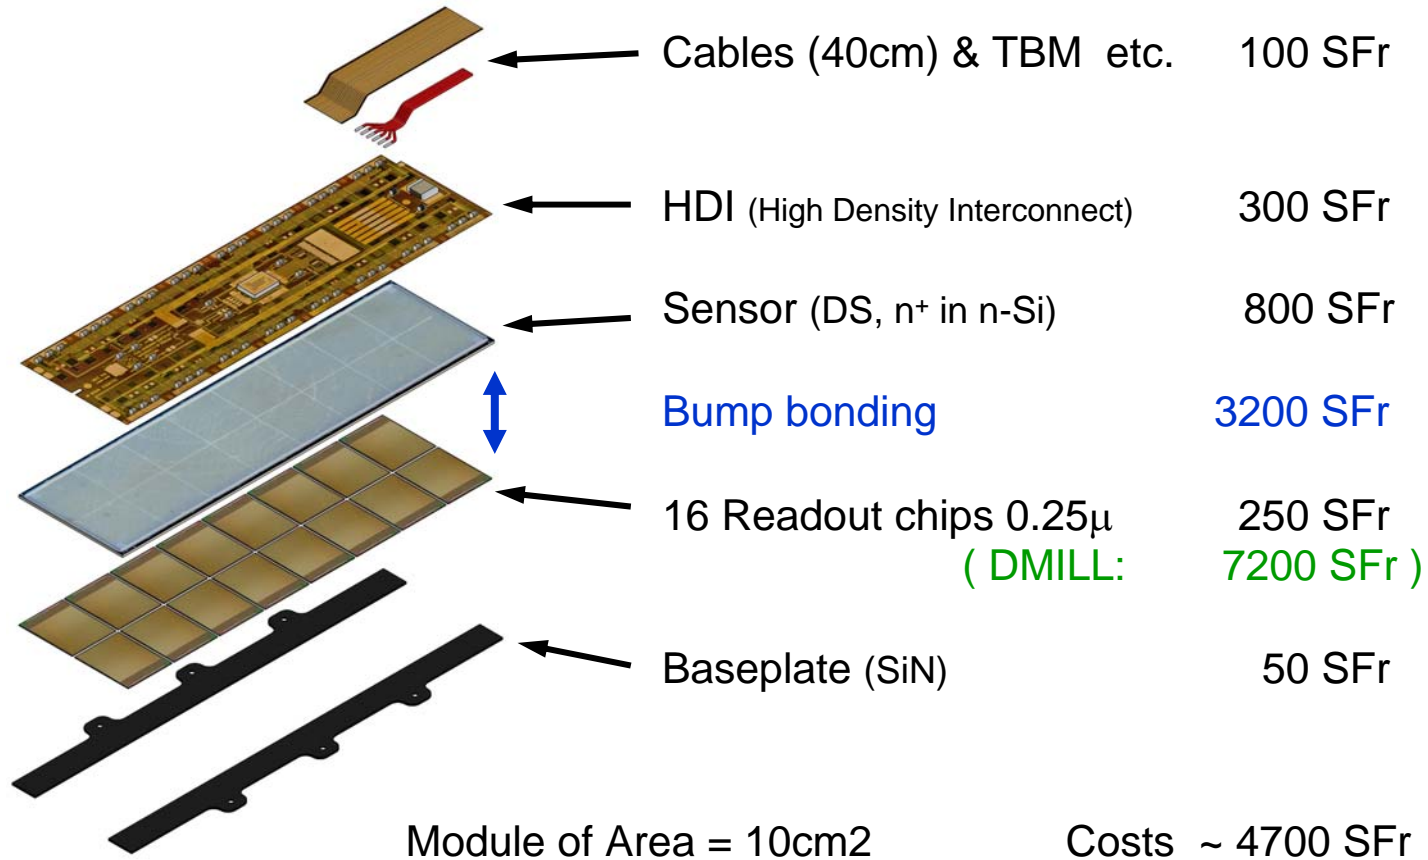 Cables (40cm) & TBM etc. 100 SFr
HDI (High Density Interconnect) 300 SFr
Sensor (DS, n+ in n-Si) 800 SFr
Bump bonding 3200 SFr
16 Readout chips 0.25μ 250 SFr
( DMILL: 7200 SFr )
Baseplate (SiN) 50 SFr
Module of Area = 10cm2 Costs ~ 4700 SFr